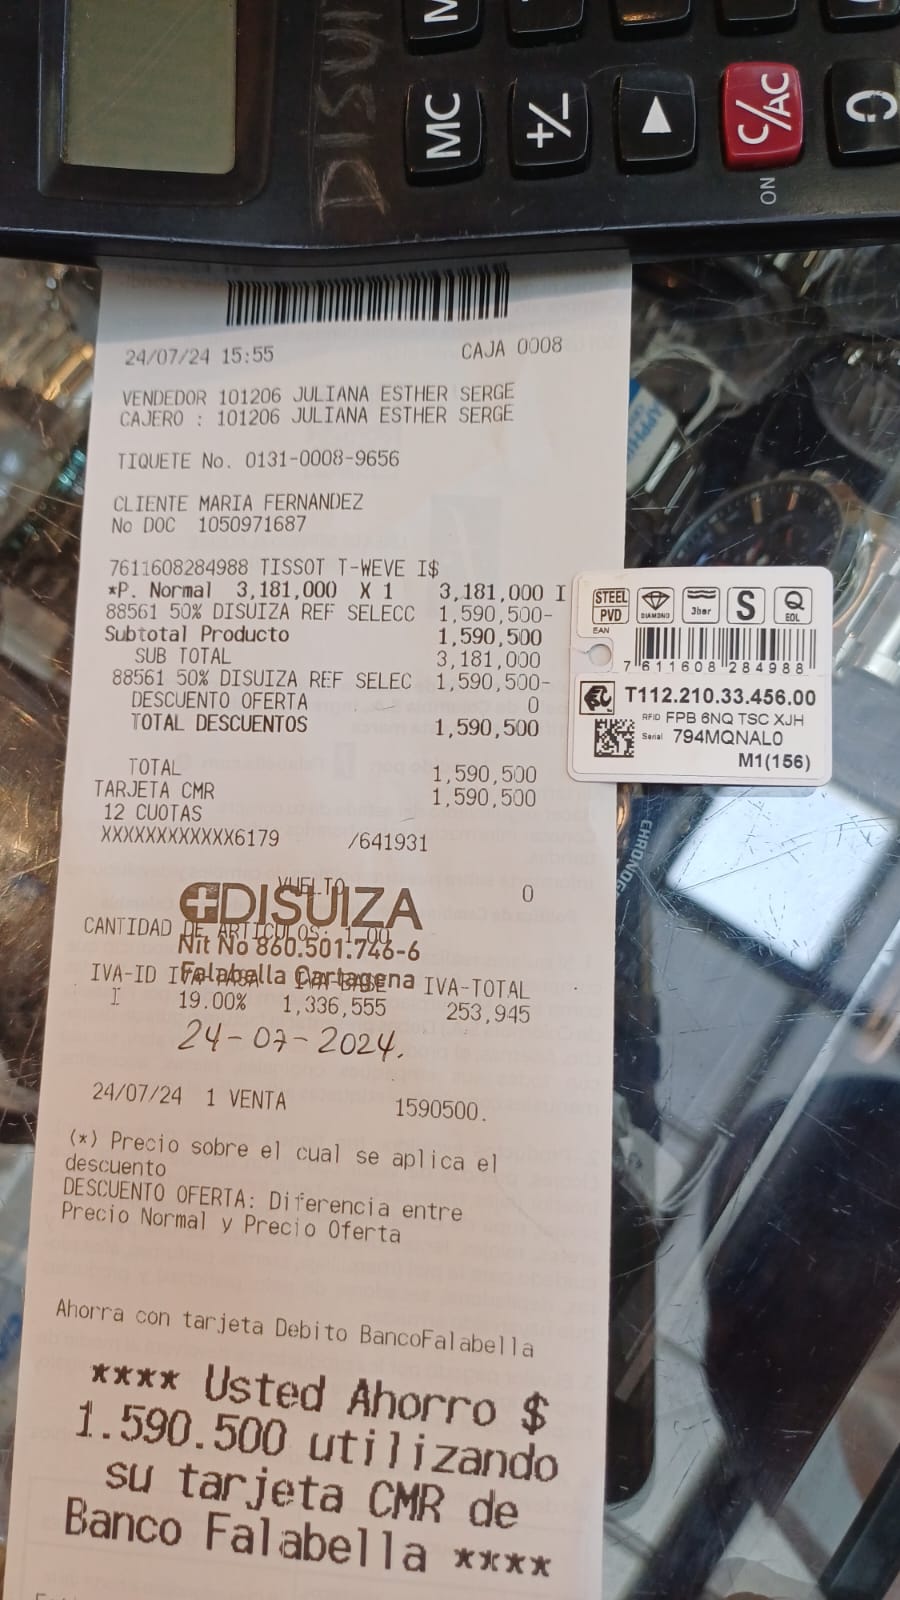 DISUI
M
MC
+/-
▲
C/AC
C
ON
24/07/24 15:55 CAJA 0008
VENDEDOR 101206 JULIANA ESTHER SERGE
CAJERO : 101206 JULIANA ESTHER SERGE
TIQUETE No. 0131-0008-9656
CLIENTE MARIA FERNANDEZ
No DOC 1050971687
7611608284988 TISSOT T-WEVE I$
*P. Normal 3,181,000 X 1 3,181,000 I
88561 50% DISUIZA REF SELECC 1,590,500-
Subtotal Producto 1,590,500
SUB TOTAL 3,181,000
88561 50% DISUIZA REF SELEC 1,590,500-
DESCUENTO OFERTA 0
TOTAL DESCUENTOS 1,590,500
TOTAL 1,590,500
TARJETA CMR 1,590,500
12 CUOTAS
XXXXXXXXXXXX6179 /641931
VUELTO 0
DISUIZA
CANTIDAD DE ARTICULOS: 1.00
Nit No 860.501.746-6
Falabella Cartagena
IVA-ID IVA-TASA IVA-BASE IVA-TOTAL
I 19.00% 1,336,555 253,945
24-07-2024.
24/07/24 1 VENTA 1590500.
(*) Precio sobre el cual se aplica el
descuento
DESCUENTO OFERTA: Diferencia entre
Precio Normal y Precio Oferta
Ahorra con tarjeta Debito BancoFalabella
**** Usted Ahorro $
1.590.500 utilizando
su tarjeta CMR de
Banco Falabella ****
STEEL
PVD
DIAMOND
3bar
S
Q
EOL
EAN
7 611608 284988
T112.210.33.456.00
RFID FPB 6NQ TSC XJH
Serial 794MQNAL0
M1(156)